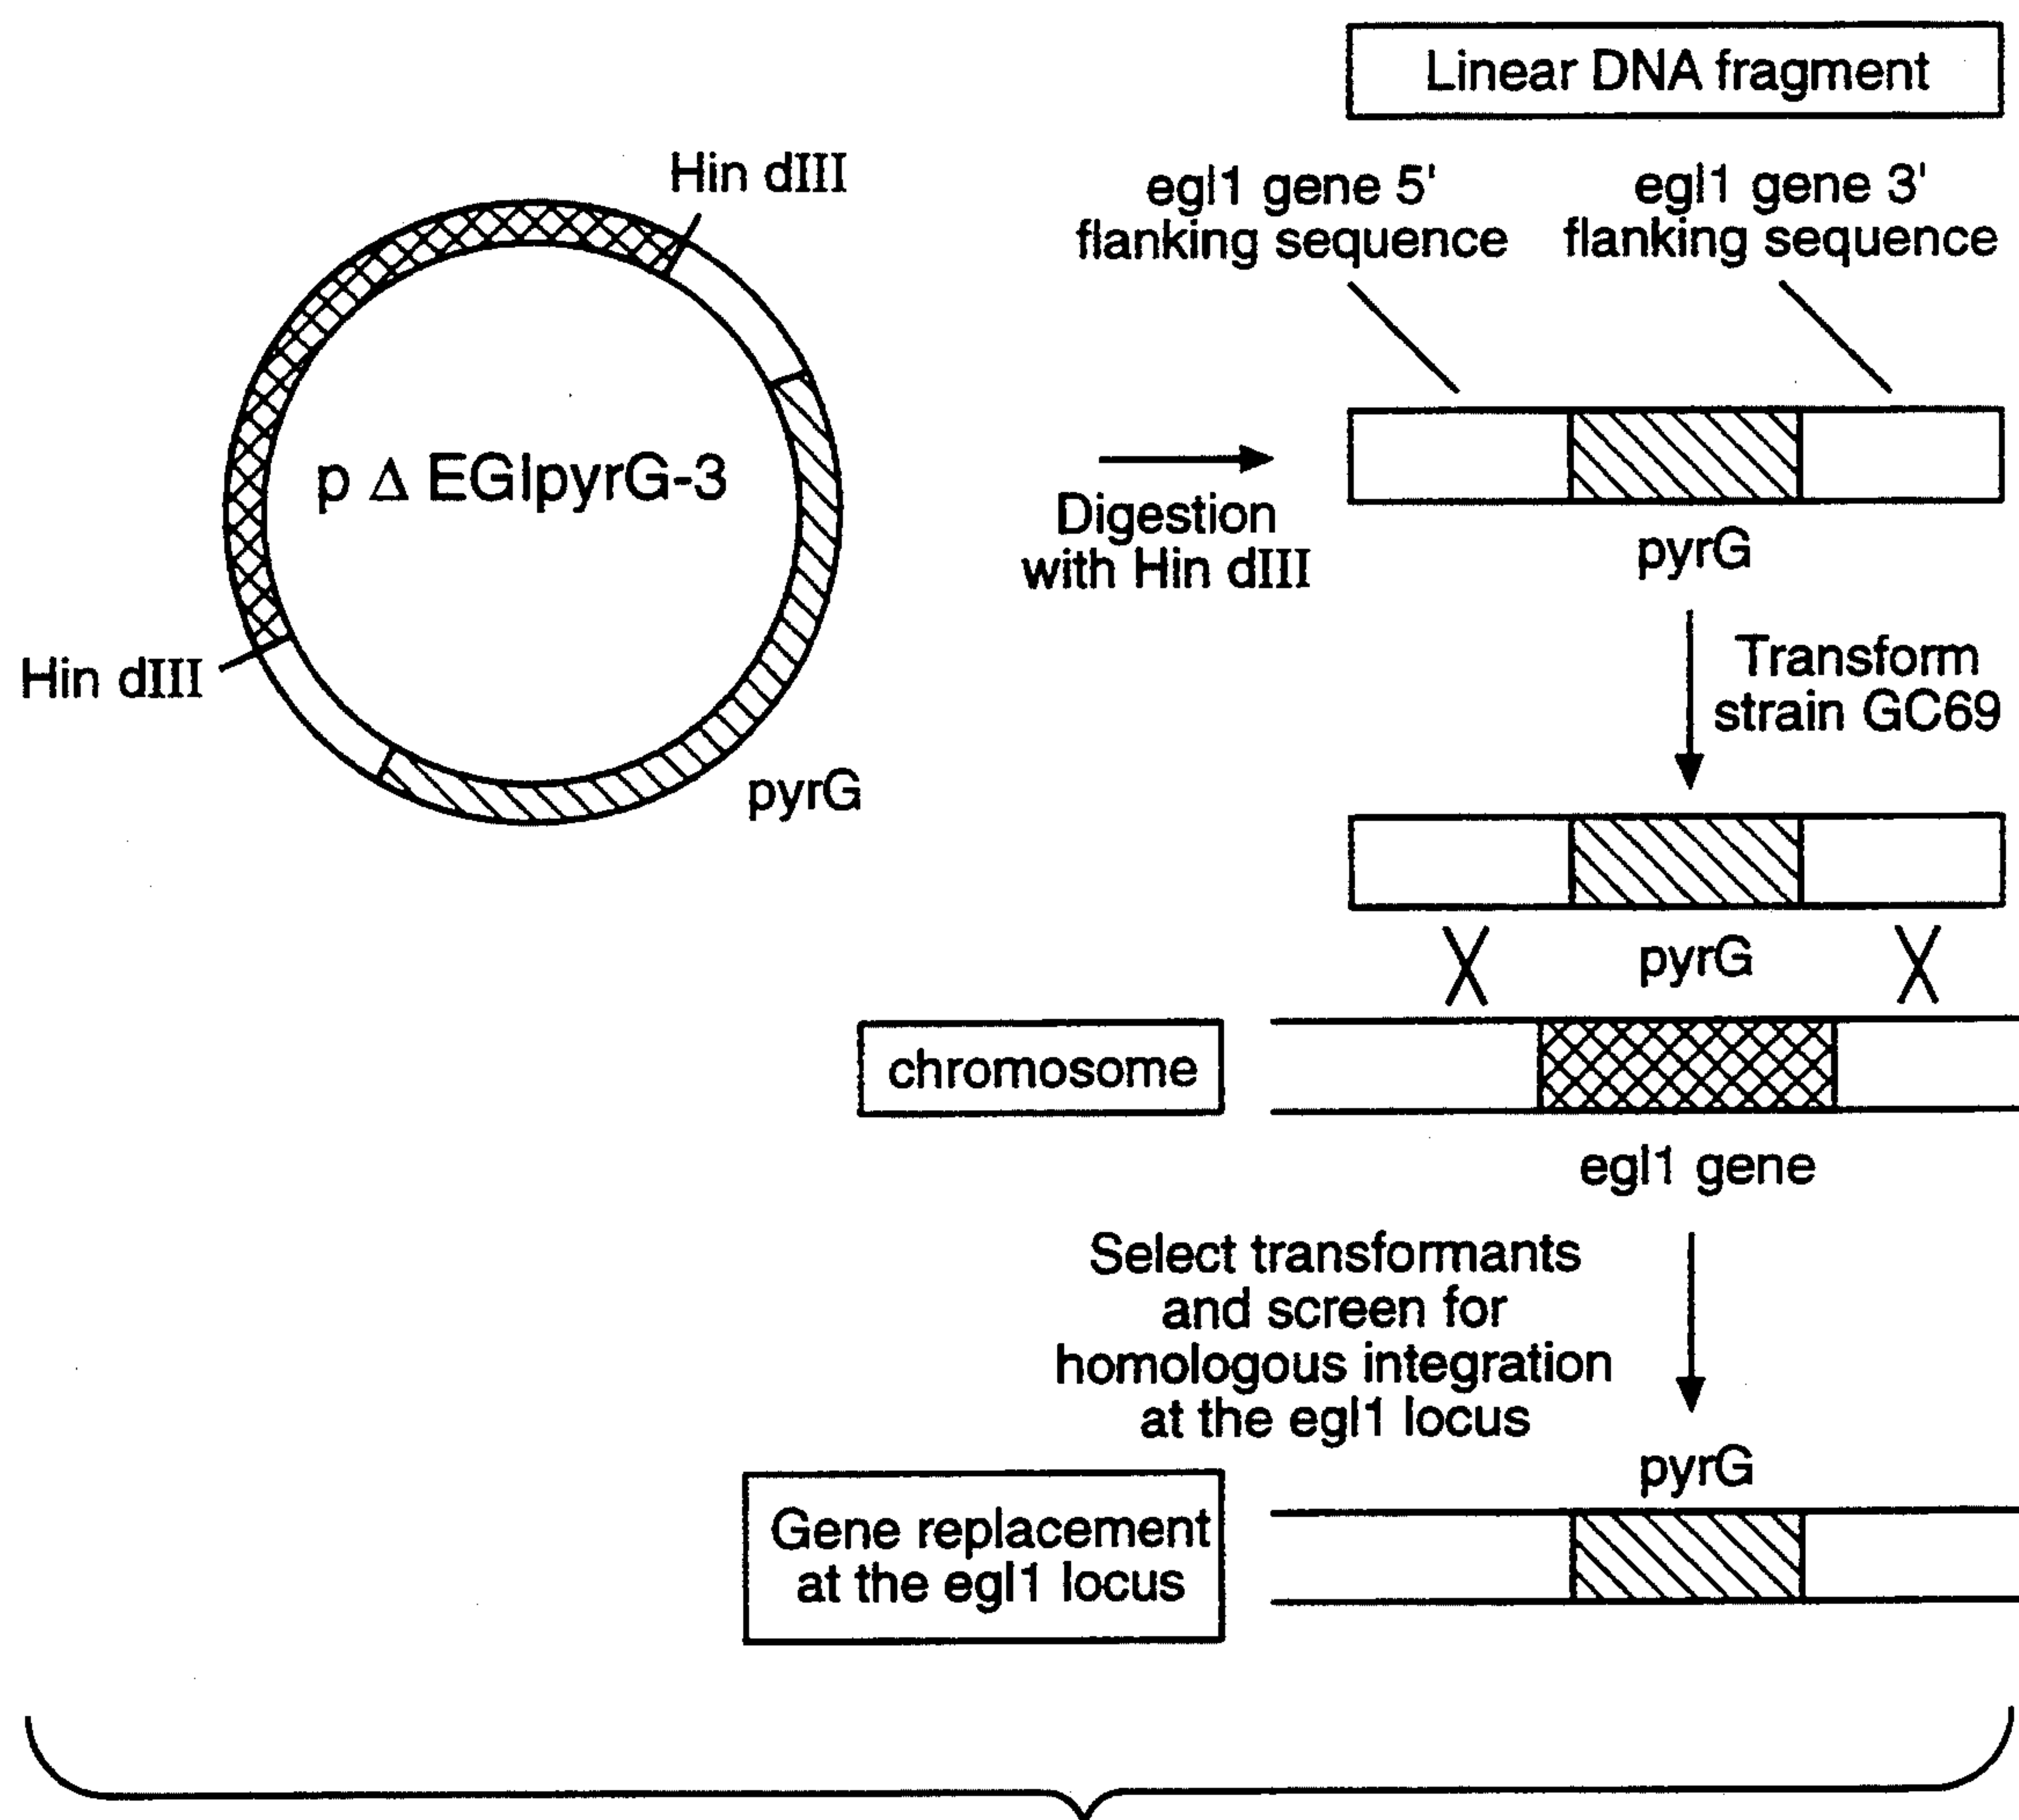 Linear DNA fragment
Hin dIII
egl1 gene 5'
flanking sequence
egl1 gene 3'
flanking sequence
p Δ EGIpyrG-3
Digestion
with Hin dIII
pyrG
Hin dIII
pyrG
Transform
strain GC69
pyrG
chromosome
egl1 gene
Select transformants
and screen for
homologous integration
at the egl1 locus
pyrG
Gene replacement
at the egl1 locus